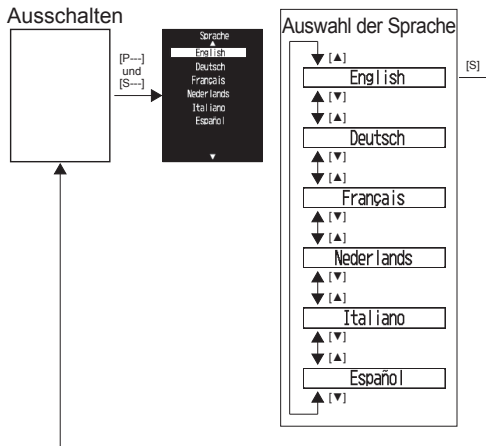 Ausschalten
[P---]
und
[S---]
Sprache
▲
English
Deutsch
Français
Nederlands
Italiano
Español
▼
Auswahl der Sprache
[▲]
English
[▼]
[▲]
Deutsch
[▼]
[▲]
Français
[▼]
[▲]
Nederlands
[▼]
[▲]
Italiano
[▼]
[▲]
Español
[▼]
[S]